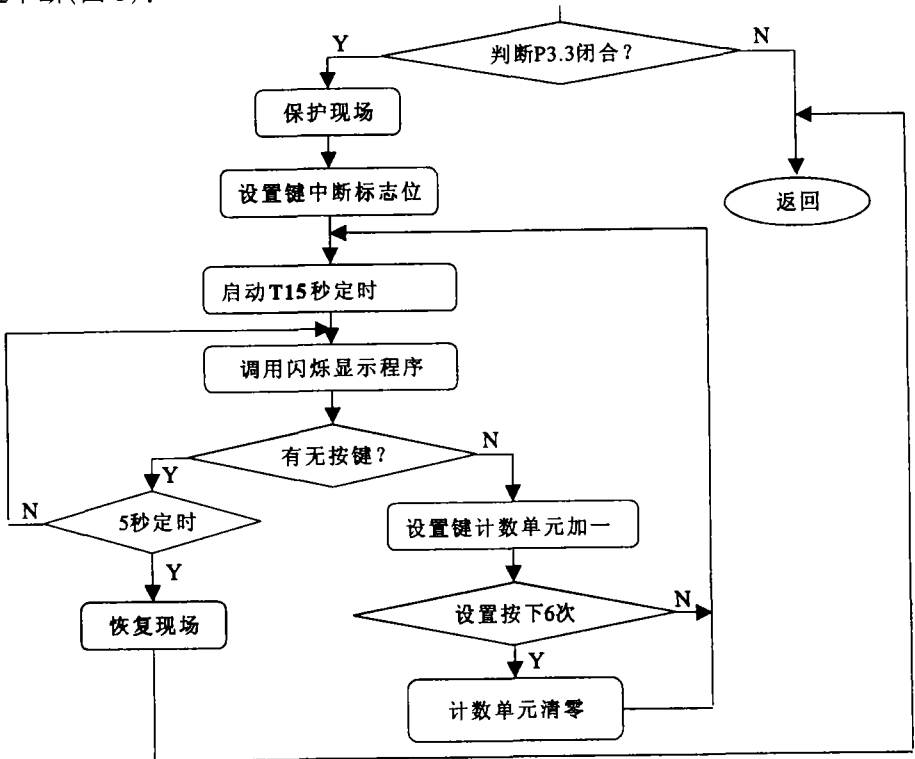 判断P3.3闭合？
Y
N
保护现场
设置键中断标志位
返回
启动T15秒定时
调用闪烁显示程序
有无按键？
N
Y
5秒定时
N
设置键计数单元加一
Y
设置按下6次
N
恢复现场
Y
计数单元清零